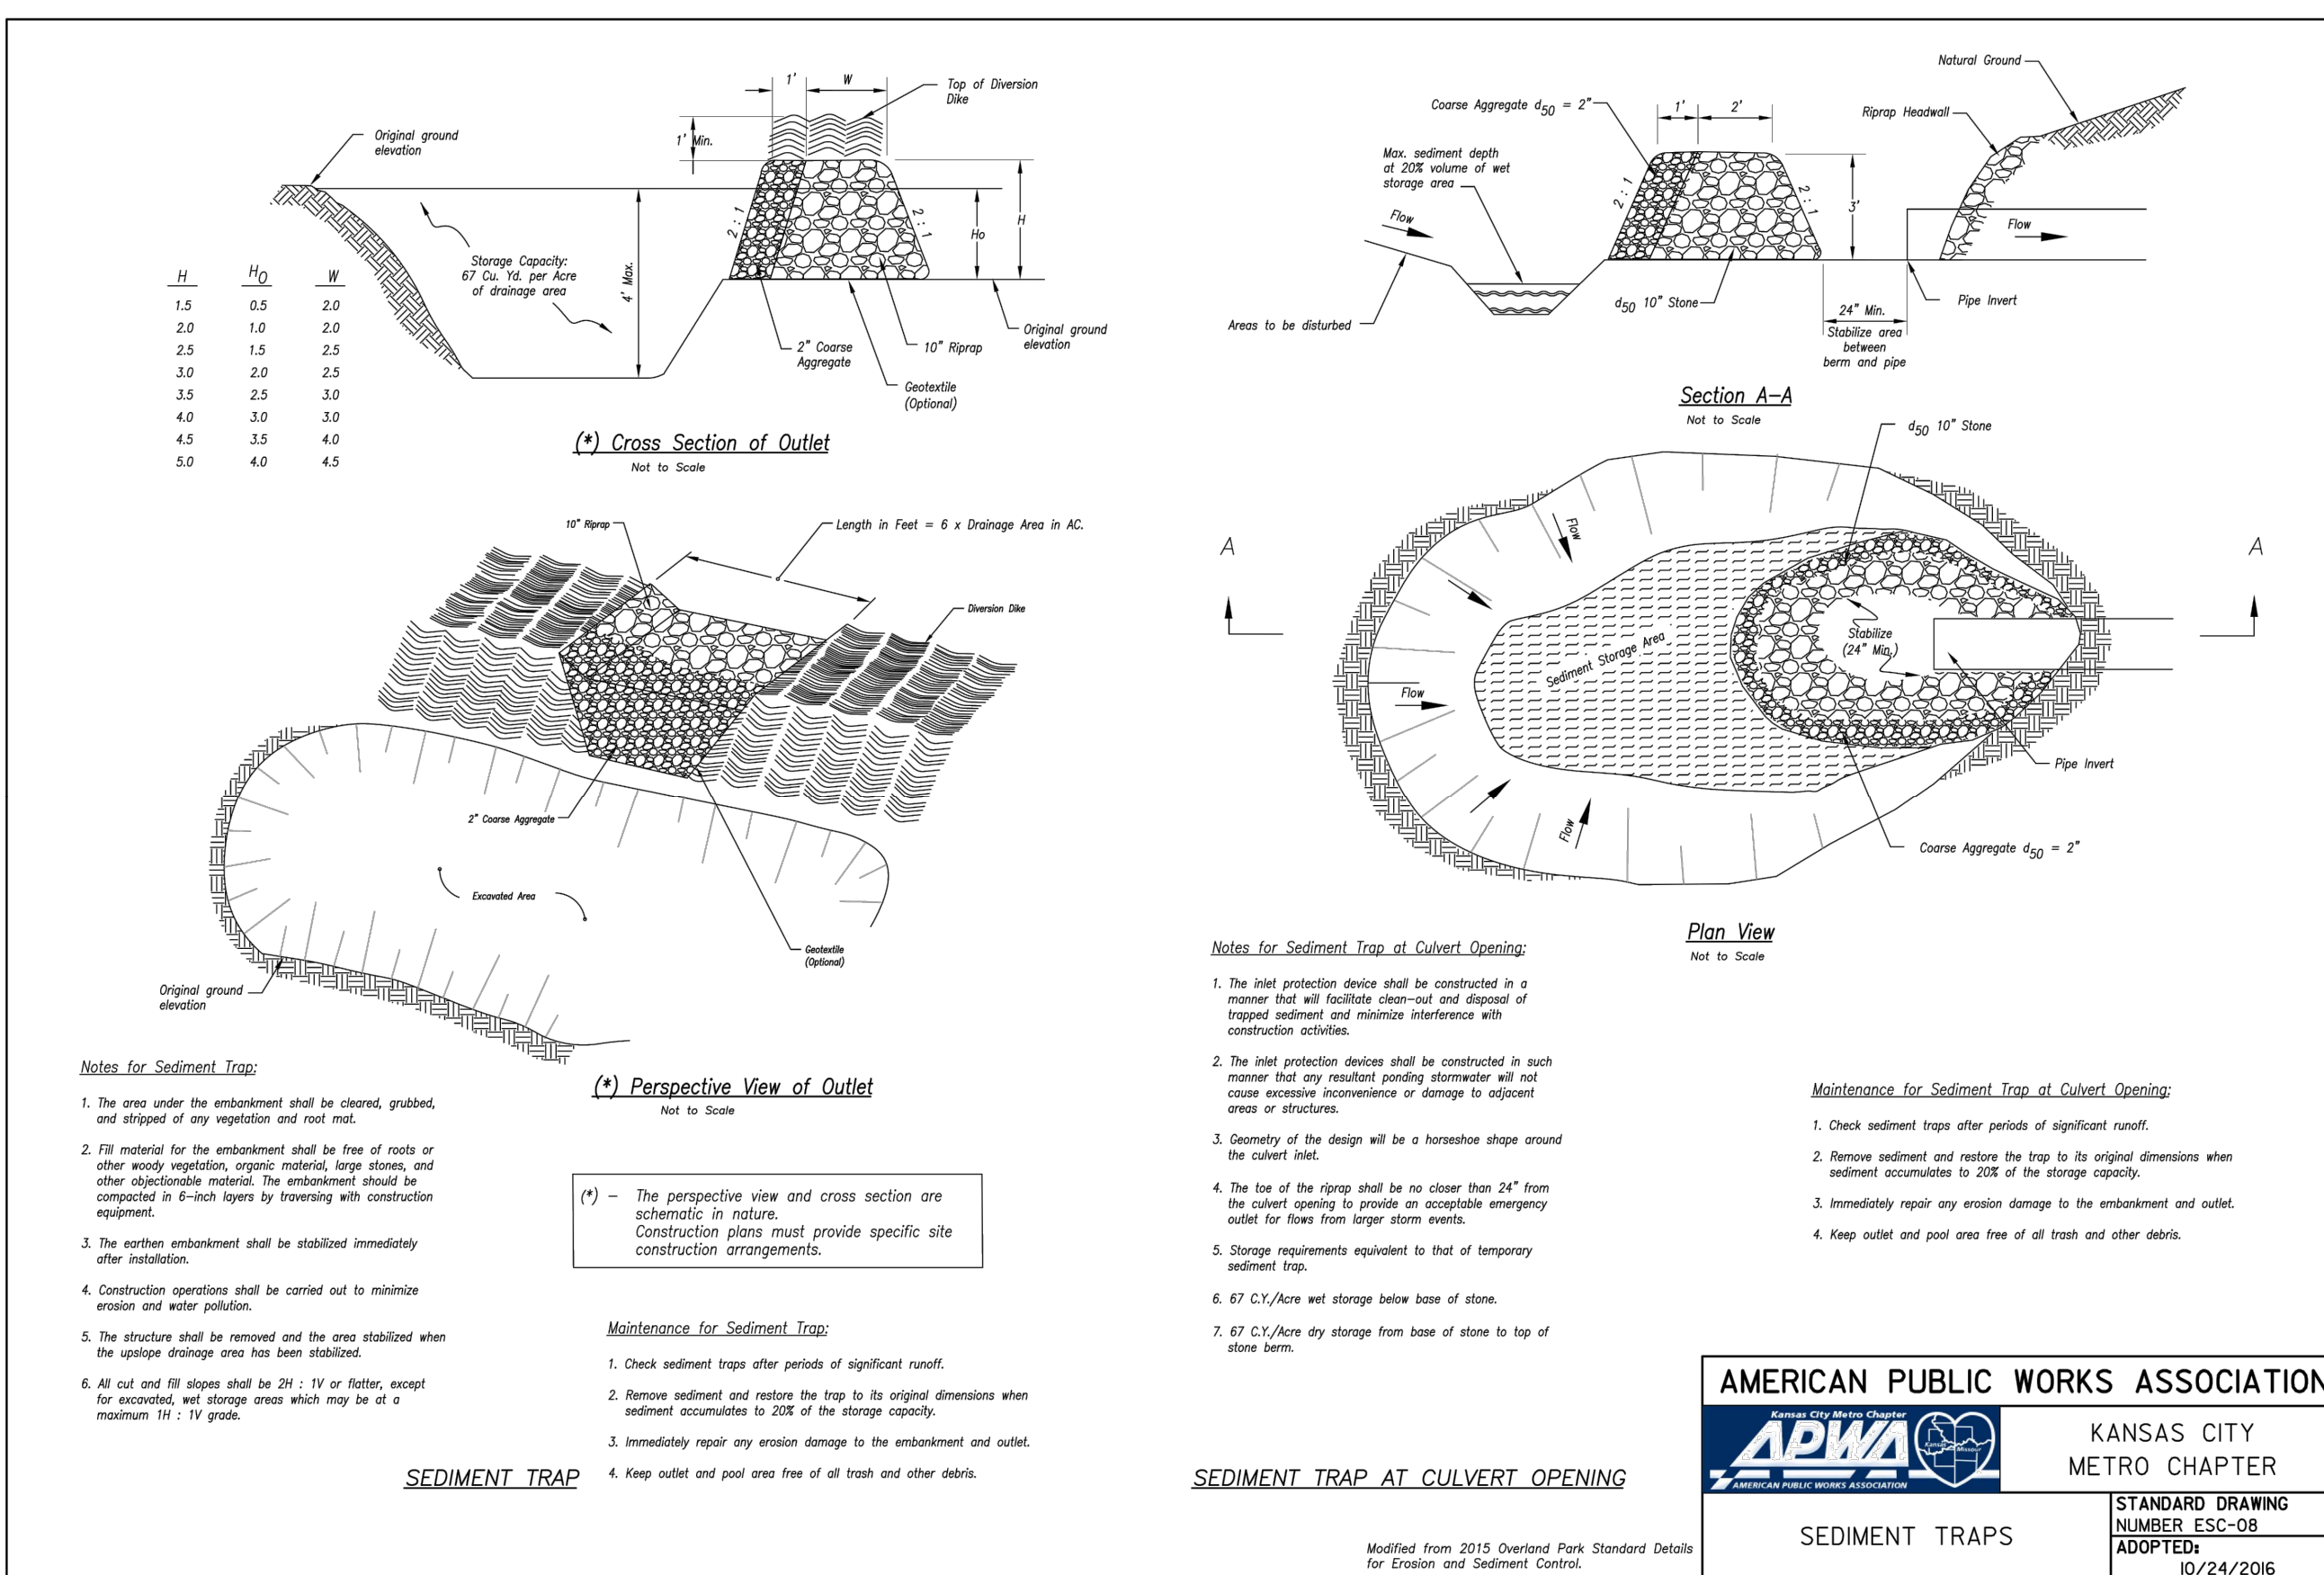 1'
W
Top of Diversion
Dike
1' Min.
Original ground
elevation
2 : 1
2 : 1
Ho
H
Storage Capacity:
67 Cu. Yd. per Acre
of drainage area
4' Max.
Original ground
elevation
2" Coarse
Aggregate
10" Riprap
Geotextile
(Optional)
H HO W
1.5 0.5 2.0
2.0 1.0 2.0
2.5 1.5 2.5
3.0 2.0 2.5
3.5 2.5 3.0
4.0 3.0 3.0
4.5 3.5 4.0
5.0 4.0 4.5
(*) Cross Section of Outlet
Not to Scale
10" Riprap
Length in Feet = 6 x Drainage Area in AC.
Diversion Dike
2" Coarse Aggregate
Excavated Area
Geotextile
(Optional)
Original ground
elevation
(*) Perspective View of Outlet
Not to Scale
Notes for Sediment Trap:
1. The area under the embankment shall be cleared, grubbed,
and stripped of any vegetation and root mat.
2. Fill material for the embankment shall be free of roots or
other woody vegetation, organic material, large stones, and
other objectionable material. The embankment should be
compacted in 6-inch layers by traversing with construction
equipment.
3. The earthen embankment shall be stabilized immediately
after installation.
4. Construction operations shall be carried out to minimize
erosion and water pollution.
5. The structure shall be removed and the area stabilized when
the upslope drainage area has been stabilized.
6. All cut and fill slopes shall be 2H : 1V or flatter, except
for excavated, wet storage areas which may be at a
maximum 1H : 1V grade.
(*) – The perspective view and cross section are
schematic in nature.
Construction plans must provide specific site
construction arrangements.
Maintenance for Sediment Trap:
1. Check sediment traps after periods of significant runoff.
2. Remove sediment and restore the trap to its original dimensions when
sediment accumulates to 20% of the storage capacity.
3. Immediately repair any erosion damage to the embankment and outlet.
4. Keep outlet and pool area free of all trash and other debris.
SEDIMENT TRAP
Natural Ground
Coarse Aggregate d50 = 2"
1'
2'
Riprap Headwall
Max. sediment depth
at 20% volume of wet
storage area
2 : 1
2 : 1
3'
Flow
Flow
d50 10" Stone
Pipe Invert
24" Min.
Stabilize area
between
berm and pipe
Areas to be disturbed
Section A–A
Not to Scale
d50 10" Stone
A
A
Flow
Stabilize
(24" Min.)
Sediment Storage Area
Flow
Pipe Invert
Flow
Coarse Aggregate d50 = 2"
Plan View
Not to Scale
Notes for Sediment Trap at Culvert Opening:
1. The inlet protection device shall be constructed in a
manner that will facilitate clean–out and disposal of
trapped sediment and minimize interference with
construction activities.
2. The inlet protection devices shall be constructed in such
manner that any resultant ponding stormwater will not
cause excessive inconvenience or damage to adjacent
areas or structures.
3. Geometry of the design will be a horseshoe shape around
the culvert inlet.
4. The toe of the riprap shall be no closer than 24" from
the culvert opening to provide an acceptable emergency
outlet for flows from larger storm events.
5. Storage requirements equivalent to that of temporary
sediment trap.
6. 67 C.Y./Acre wet storage below base of stone.
7. 67 C.Y./Acre dry storage from base of stone to top of
stone berm.
Maintenance for Sediment Trap at Culvert Opening:
1. Check sediment traps after periods of significant runoff.
2. Remove sediment and restore the trap to its original dimensions when
sediment accumulates to 20% of the storage capacity.
3. Immediately repair any erosion damage to the embankment and outlet.
4. Keep outlet and pool area free of all trash and other debris.
SEDIMENT TRAP AT CULVERT OPENING
Modified from 2015 Overland Park Standard Details
for Erosion and Sediment Control.
AMERICAN PUBLIC WORKS ASSOCIATION
Kansas City Metro Chapter
APWA
Kansas Missouri
AMERICAN PUBLIC WORKS ASSOCIATION
KANSAS CITY
METRO CHAPTER
SEDIMENT TRAPS
STANDARD DRAWING
NUMBER ESC-08
ADOPTED:
10/24/2016